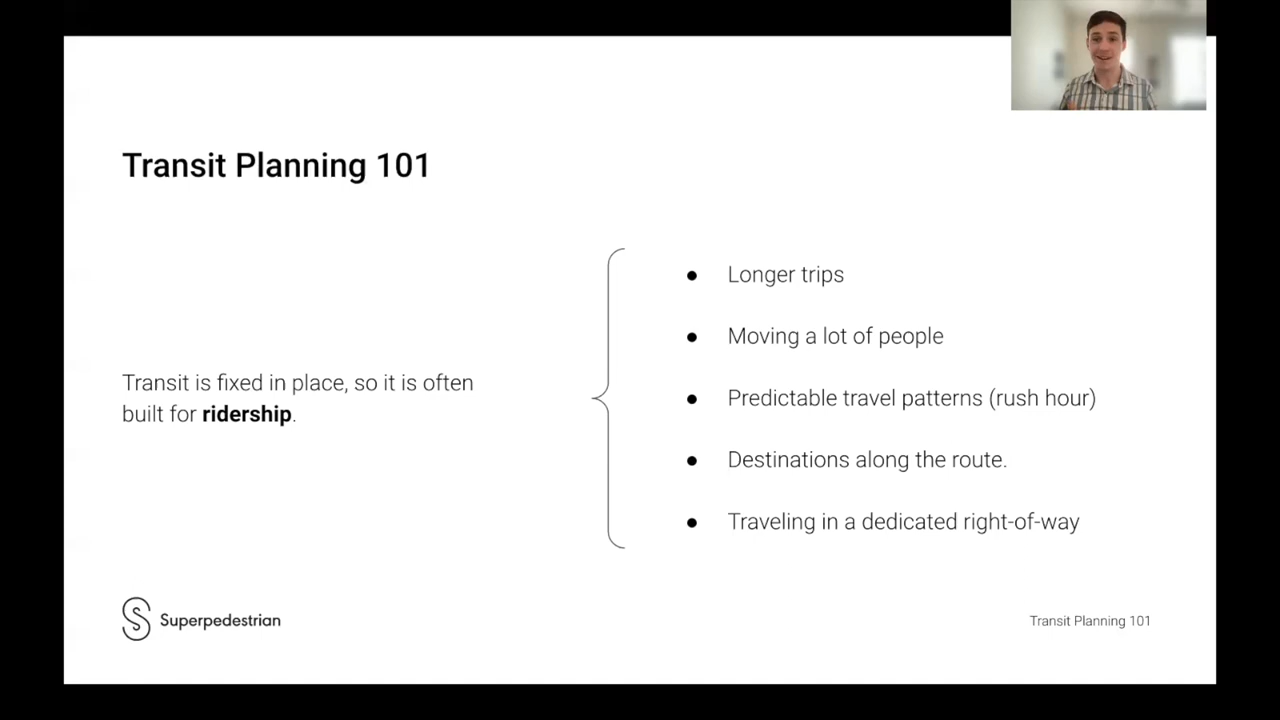 Transit Planning 101
Transit is fixed in place, so it is often
built for ridership.
● Longer trips
● Moving a lot of people
● Predictable travel patterns (rush hour)
● Destinations along the route.
● Traveling in a dedicated right-of-way
Superpedestrian
Transit Planning 101